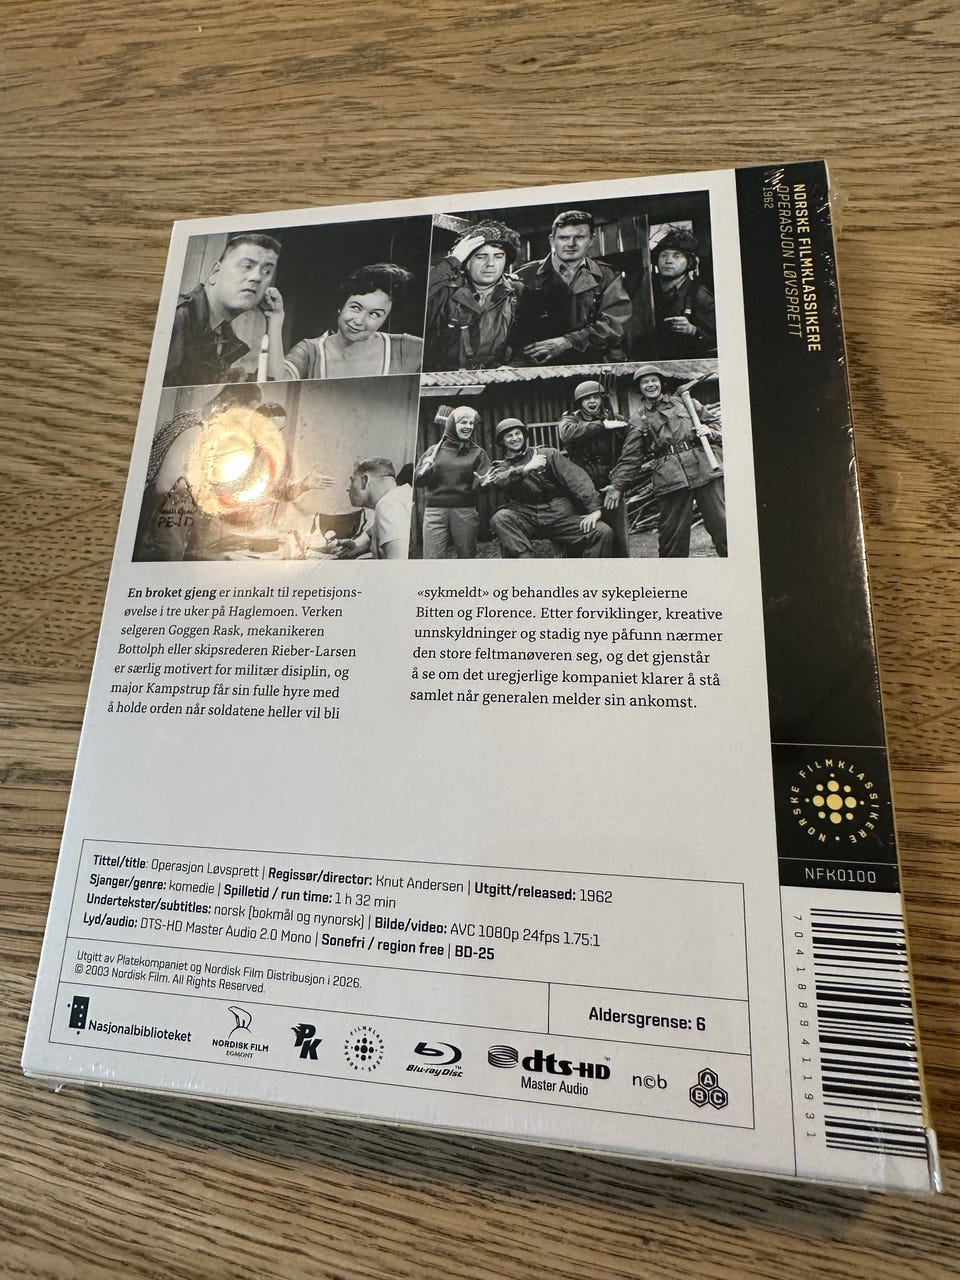 NORSKE FILMKLASSIKERE
OPERASJON LØVSPRETT
1962
PE-1D
En broket gjeng er innkalt til repetisjons-
øvelse i tre uker på Haglemoen. Verken
selgeren Goggen Rask, mekanikeren
Bottolph eller skipsrederen Rieber-Larsen
er særlig motivert for militær disiplin, og
major Kampstrup får sin fulle hyre med
å holde orden når soldatene heller vil bli
«sykmeldt» og behandles av sykepleierne
Bitten og Florence. Etter forviklinger, kreative
unnskyldninger og stadig nye påfunn nærmer
den store feltmanøveren seg, og det gjenstår
å se om det uregjerlige kompaniet klarer å stå
samlet når generalen melder sin ankomst.
NORSKE FILMKLASSIKERE
NFK0100
7041889411931
Tittel/title: Operasjon Løvsprett | Regissør/director: Knut Andersen | Utgitt/released: 1962
Sjanger/genre: komedie | Spilletid / run time: 1 h 32 min
Undertekster/subtitles: norsk (bokmål og nynorsk) | Bilde/video: AVC 1080p 24fps 1.75:1
Lyd/audio: DTS-HD Master Audio 2.0 Mono | Sonefri / region free | BD-25
Utgitt av Platekompaniet og Nordisk Film Distribusjon i 2026.
© 2003 Nordisk Film. All Rights Reserved.
Aldersgrense: 6
Nasjonalbiblioteket
NORDISK FILM
EGMONT
PK
NORSKE FILMKLASSIKERE
Blu-ray Disc
dts-HD™
Master Audio
n©b
A
B C